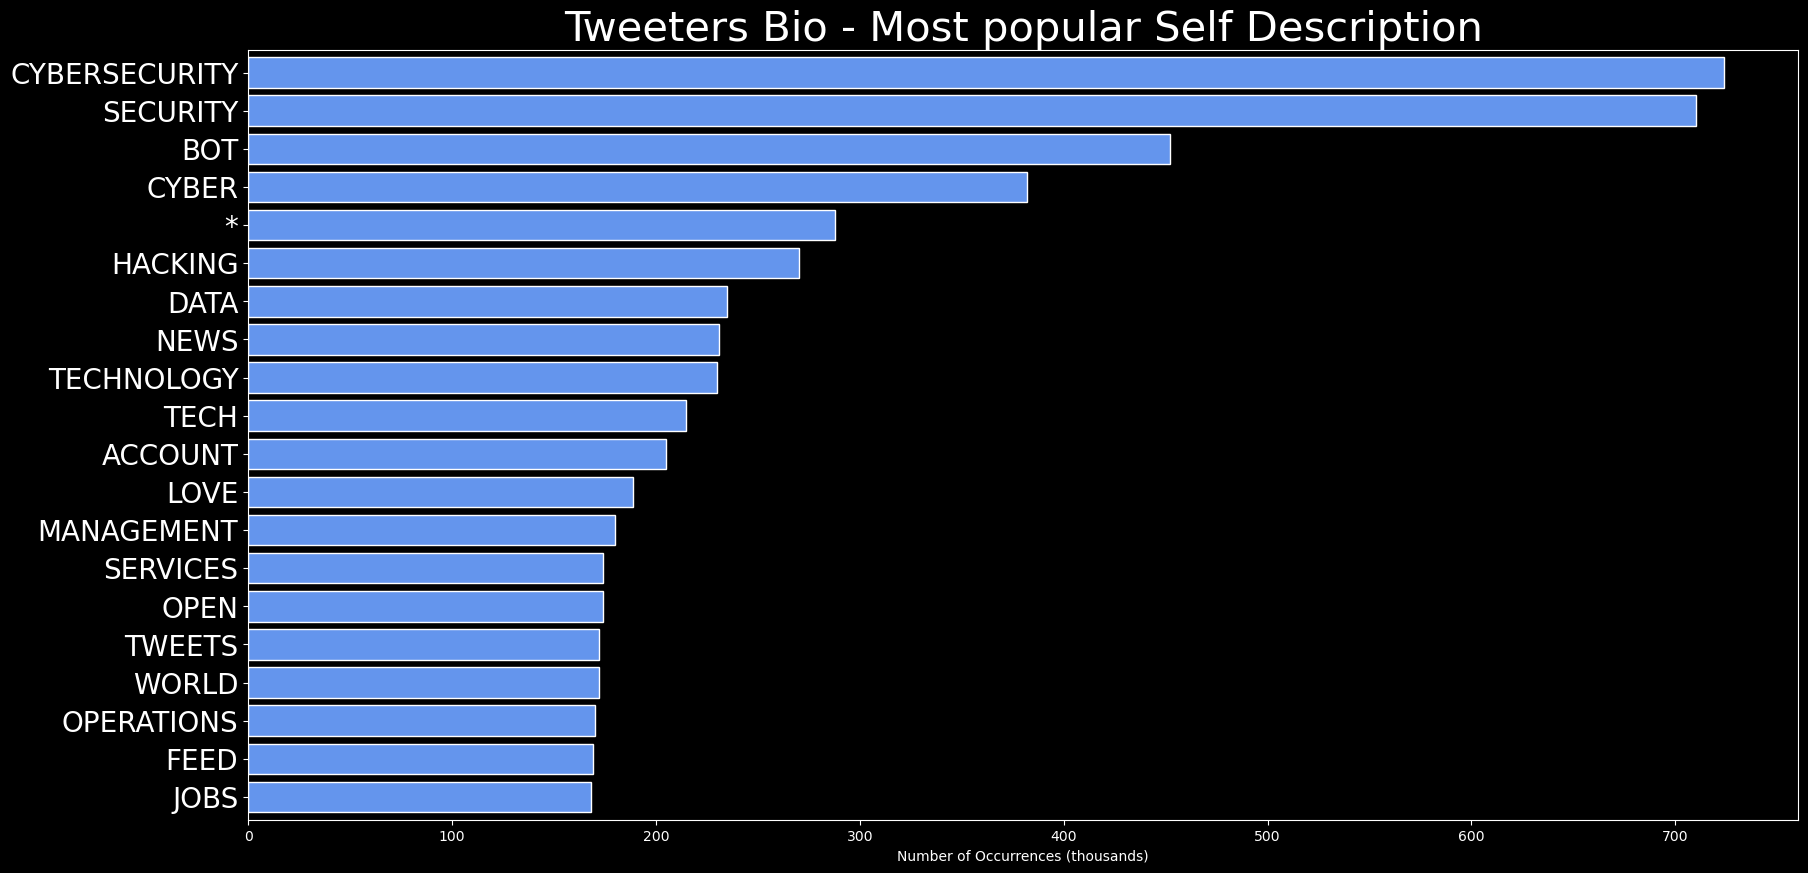 Tweeters Bio - Most popular Self Description
CYBERSECURITY
SECURITY
BOT
CYBER
*
HACKING
DATA
NEWS
TECHNOLOGY
TECH
ACCOUNT
LOVE
MANAGEMENT
SERVICES
OPEN
TWEETS
WORLD
OPERATIONS
FEED
JOBS
0 100 200 300 400 500 600 700
Number of Occurrences (thousands)